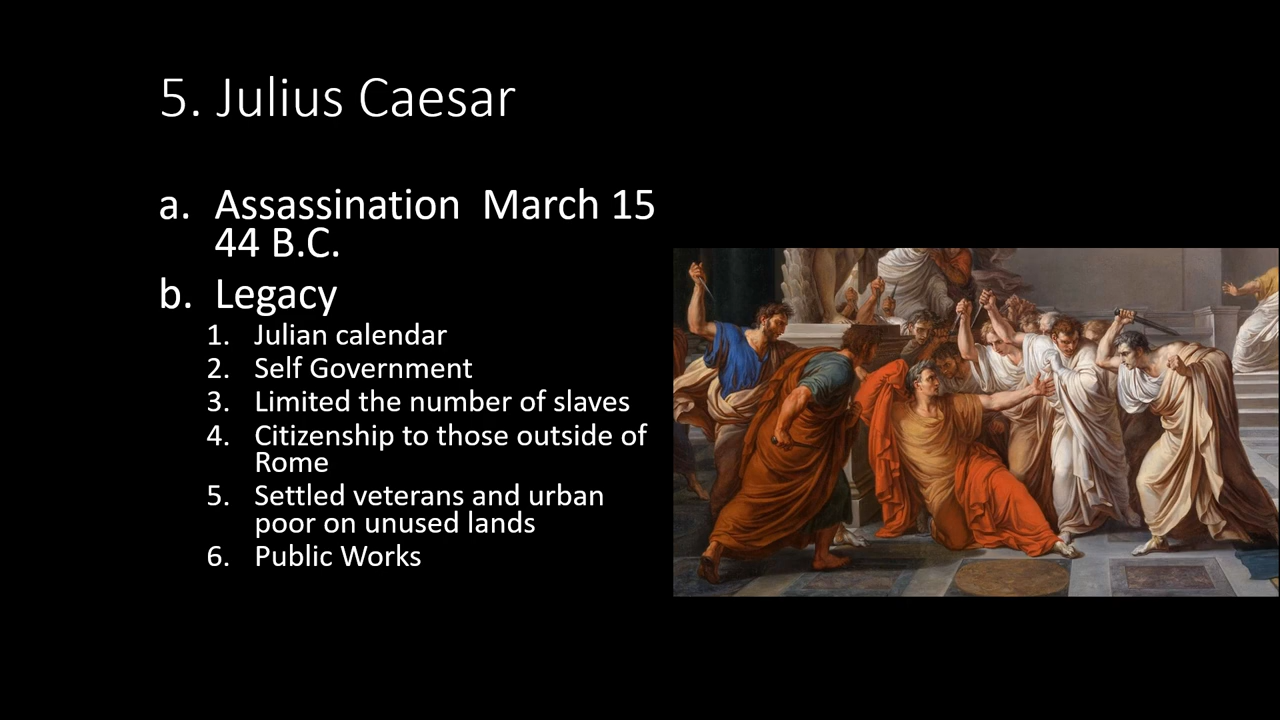 5. Julius Caesar
a. Assassination  March 15
44 B.C.
b. Legacy
1. Julian calendar
2. Self Government
3. Limited the number of slaves
4. Citizenship to those outside of
Rome
5. Settled veterans and urban
poor on unused lands
6. Public Works